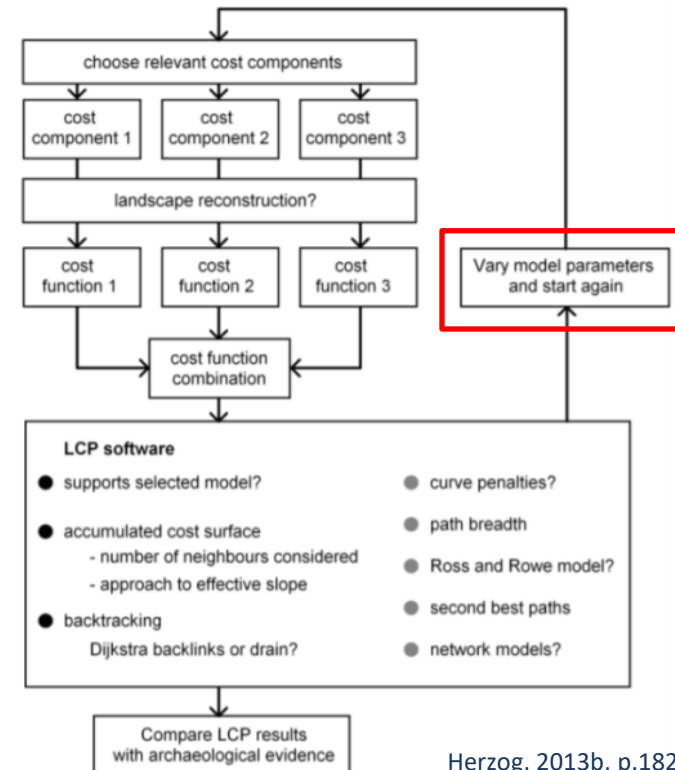 choose relevant cost components
cost
component 1
cost
component 2
cost
component 3
landscape reconstruction?
cost
function 1
cost
function 2
cost
function 3
Vary model parameters
and start again
cost function
combination
LCP software
supports selected model?
accumulated cost surface
- number of neighbours considered
- approach to effective slope
backtracking
Dijkstra backlinks or drain?
curve penalties?
path breadth
Ross and Rowe model?
second best paths
network models?
Compare LCP results
with archaeological evidence
Herzog, 2013b, p.182